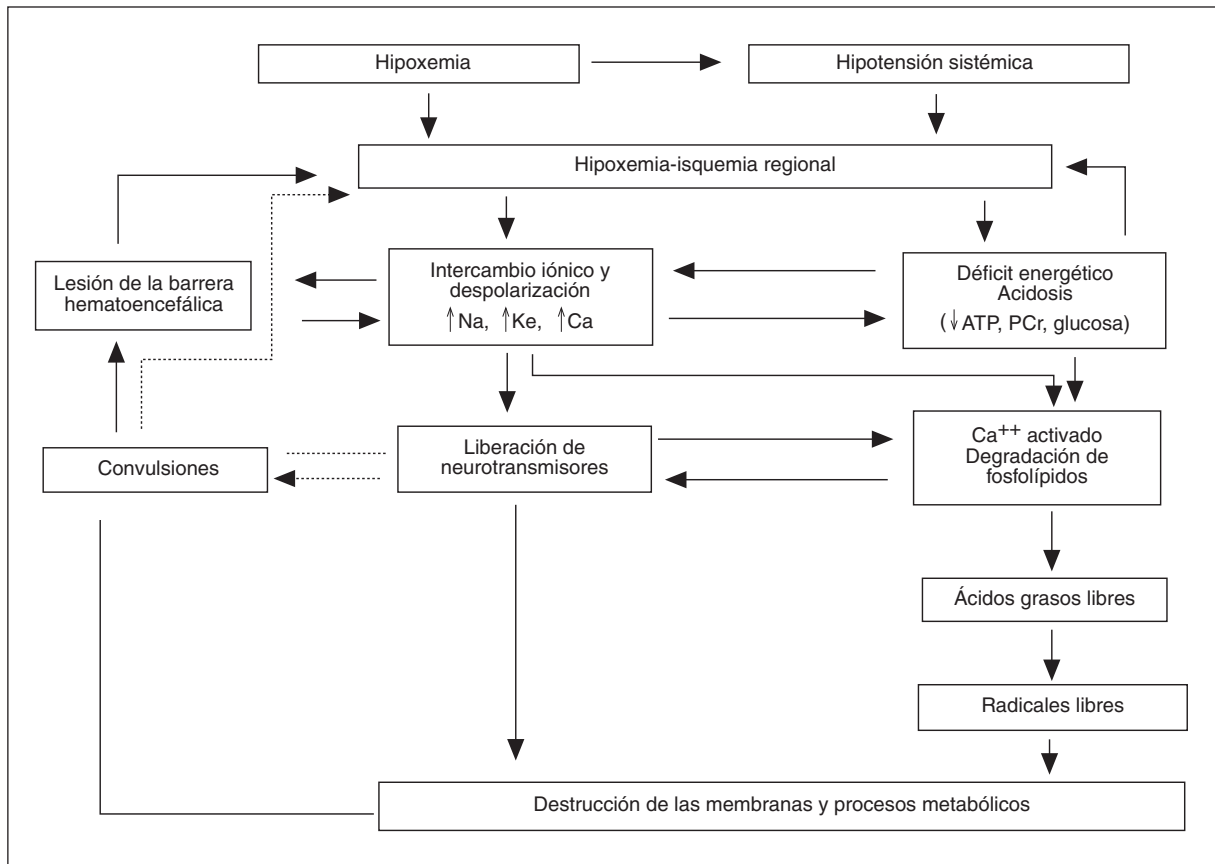 Hipoxemia
Hipotensión sistémica
Hipoxemia-isquemia regional
Lesión de la barrera
hematoencefálica
Intercambio iónico y
despolarización
↑Na, ↑Ke, ↑Ca
Déficit energético
Acidosis
(↓ATP, PCr, glucosa)
Convulsiones
Liberación de
neurotransmisores
Ca++ activado
Degradación de
fosfolípidos
Ácidos grasos libres
Radicales libres
Destrucción de las membranas y procesos metabólicos